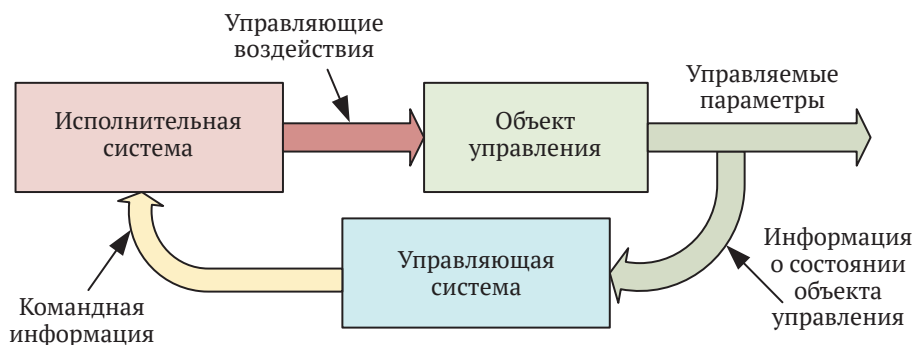 Управляющие
воздействия
Управляемые
параметры
Исполнительная
система
Объект
управления
Управляющая
система
Информация
о состоянии
объекта
управления
Командная
информация